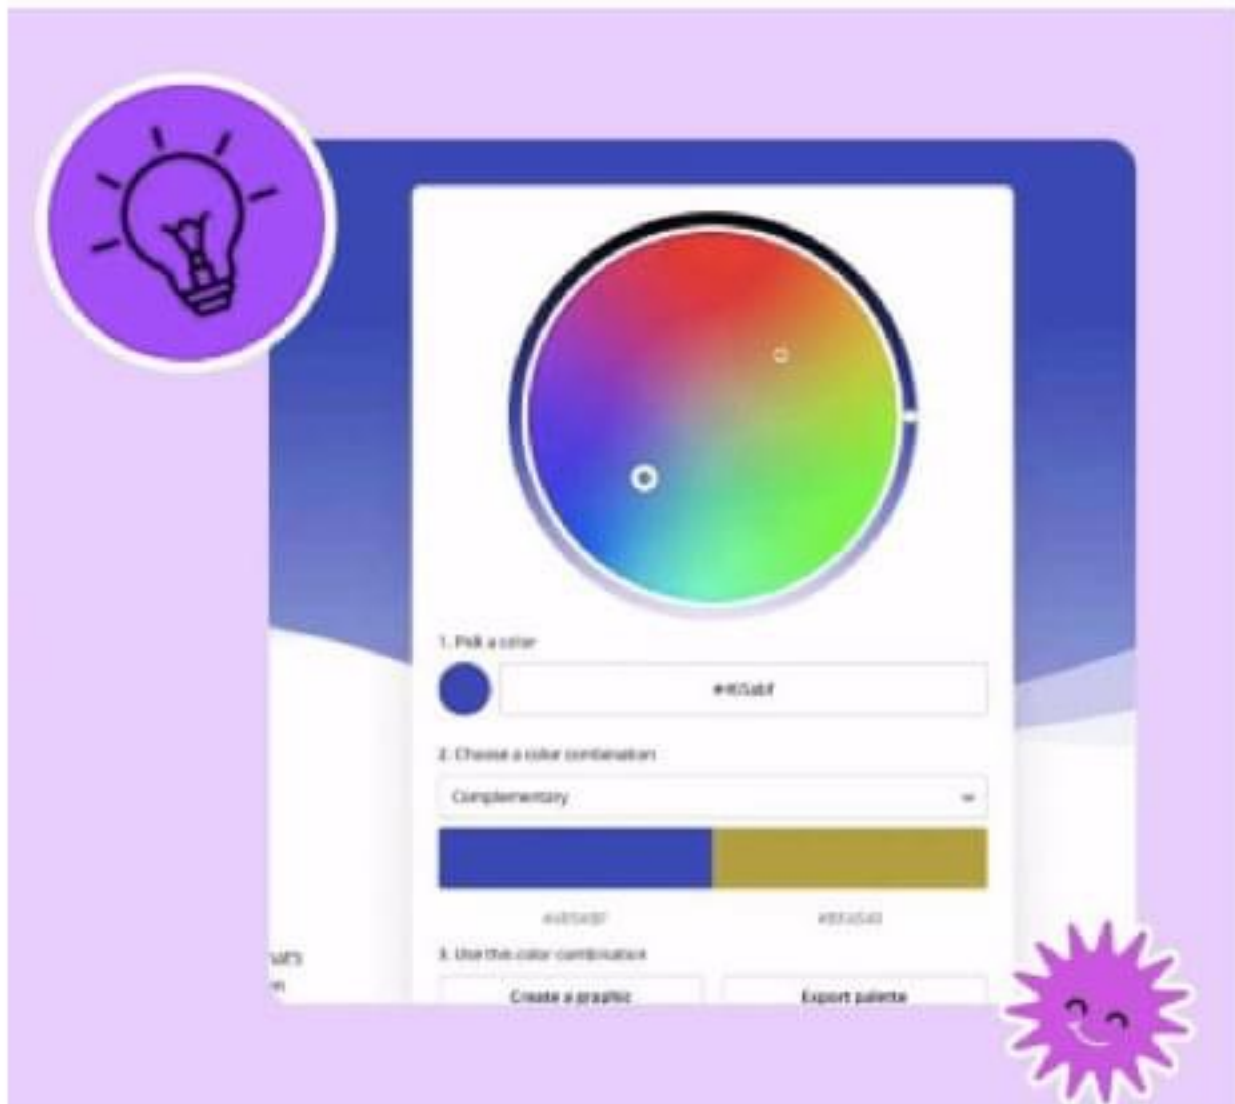 1. Pick a color
2. Choose a color combination
Complementary
3. Use this color combination
Create a graphic
Export palette